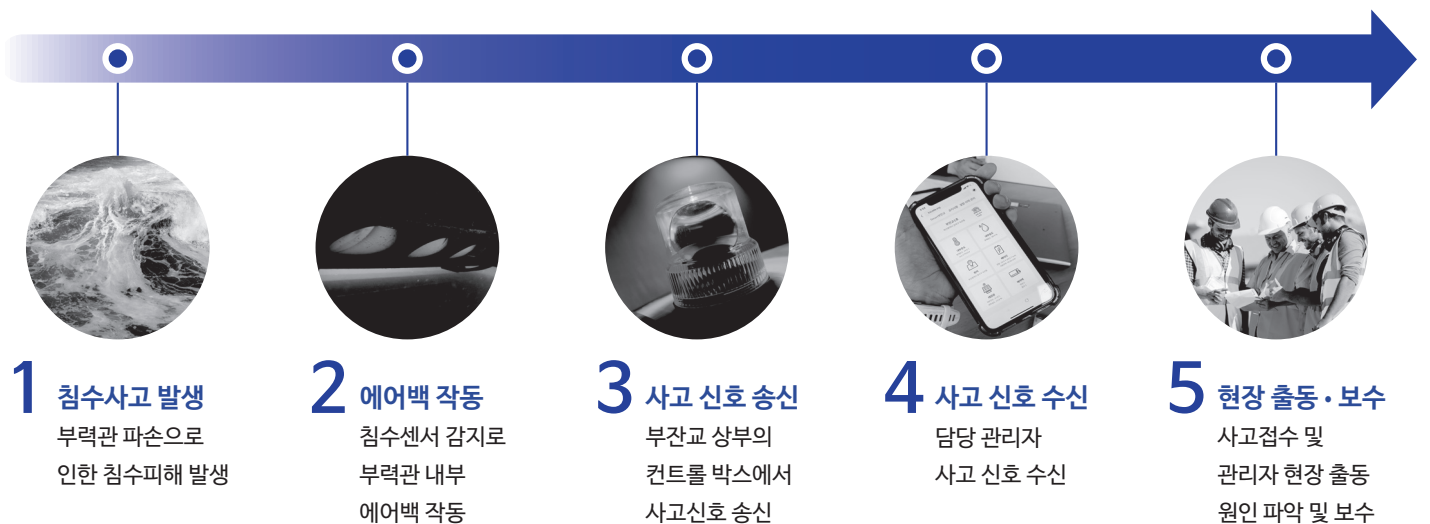 1 침수사고 발생
부력관 파손으로
인한 침수피해 발생
2 에어백 작동
침수센서 감지로
부력관 내부
에어백 작동
3 사고 신호 송신
부잔교 상부의
컨트롤 박스에서
사고신호 송신
4 사고 신호 수신
담당 관리자
사고 신호 수신
5 현장 출동 · 보수
사고접수 및
관리자 현장 출동
원인 파악 및 보수